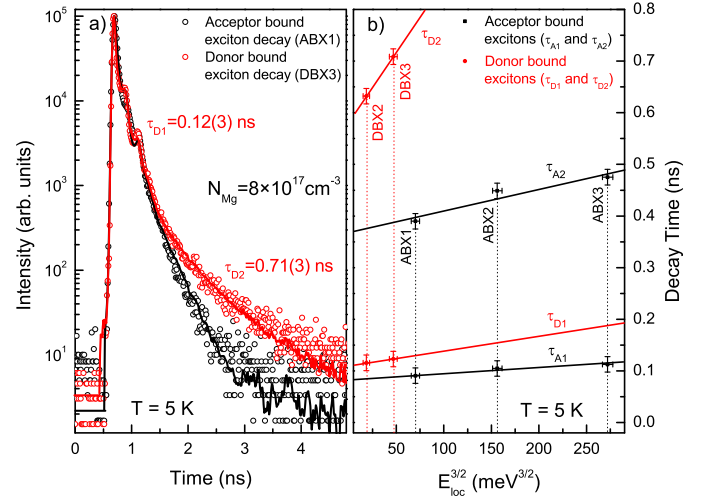 a)
Acceptor bound
exciton decay (ABX1)
Donor bound
exciton decay (DBX3)
τD1=0.12(3) ns
NMg=8×10¹⁷cm⁻³
τD2=0.71(3) ns
T = 5 K
Intensity (arb. units)
10⁵
10⁴
10³
10²
10¹
0 1 2 3 4
Time (ns)
b)
τD2
Acceptor bound
excitons (τA1 and τA2)
Donor bound
excitons (τD1 and τD2)
DBX2
DBX3
τA2
ABX1
ABX2
ABX3
τD1
τA1
T = 5 K
0.8
0.7
0.6
0.5
0.4
0.3
0.2
0.1
0.0
Decay Time (ns)
50 100 150 200 250
Eloc^3/2 (meV^3/2)